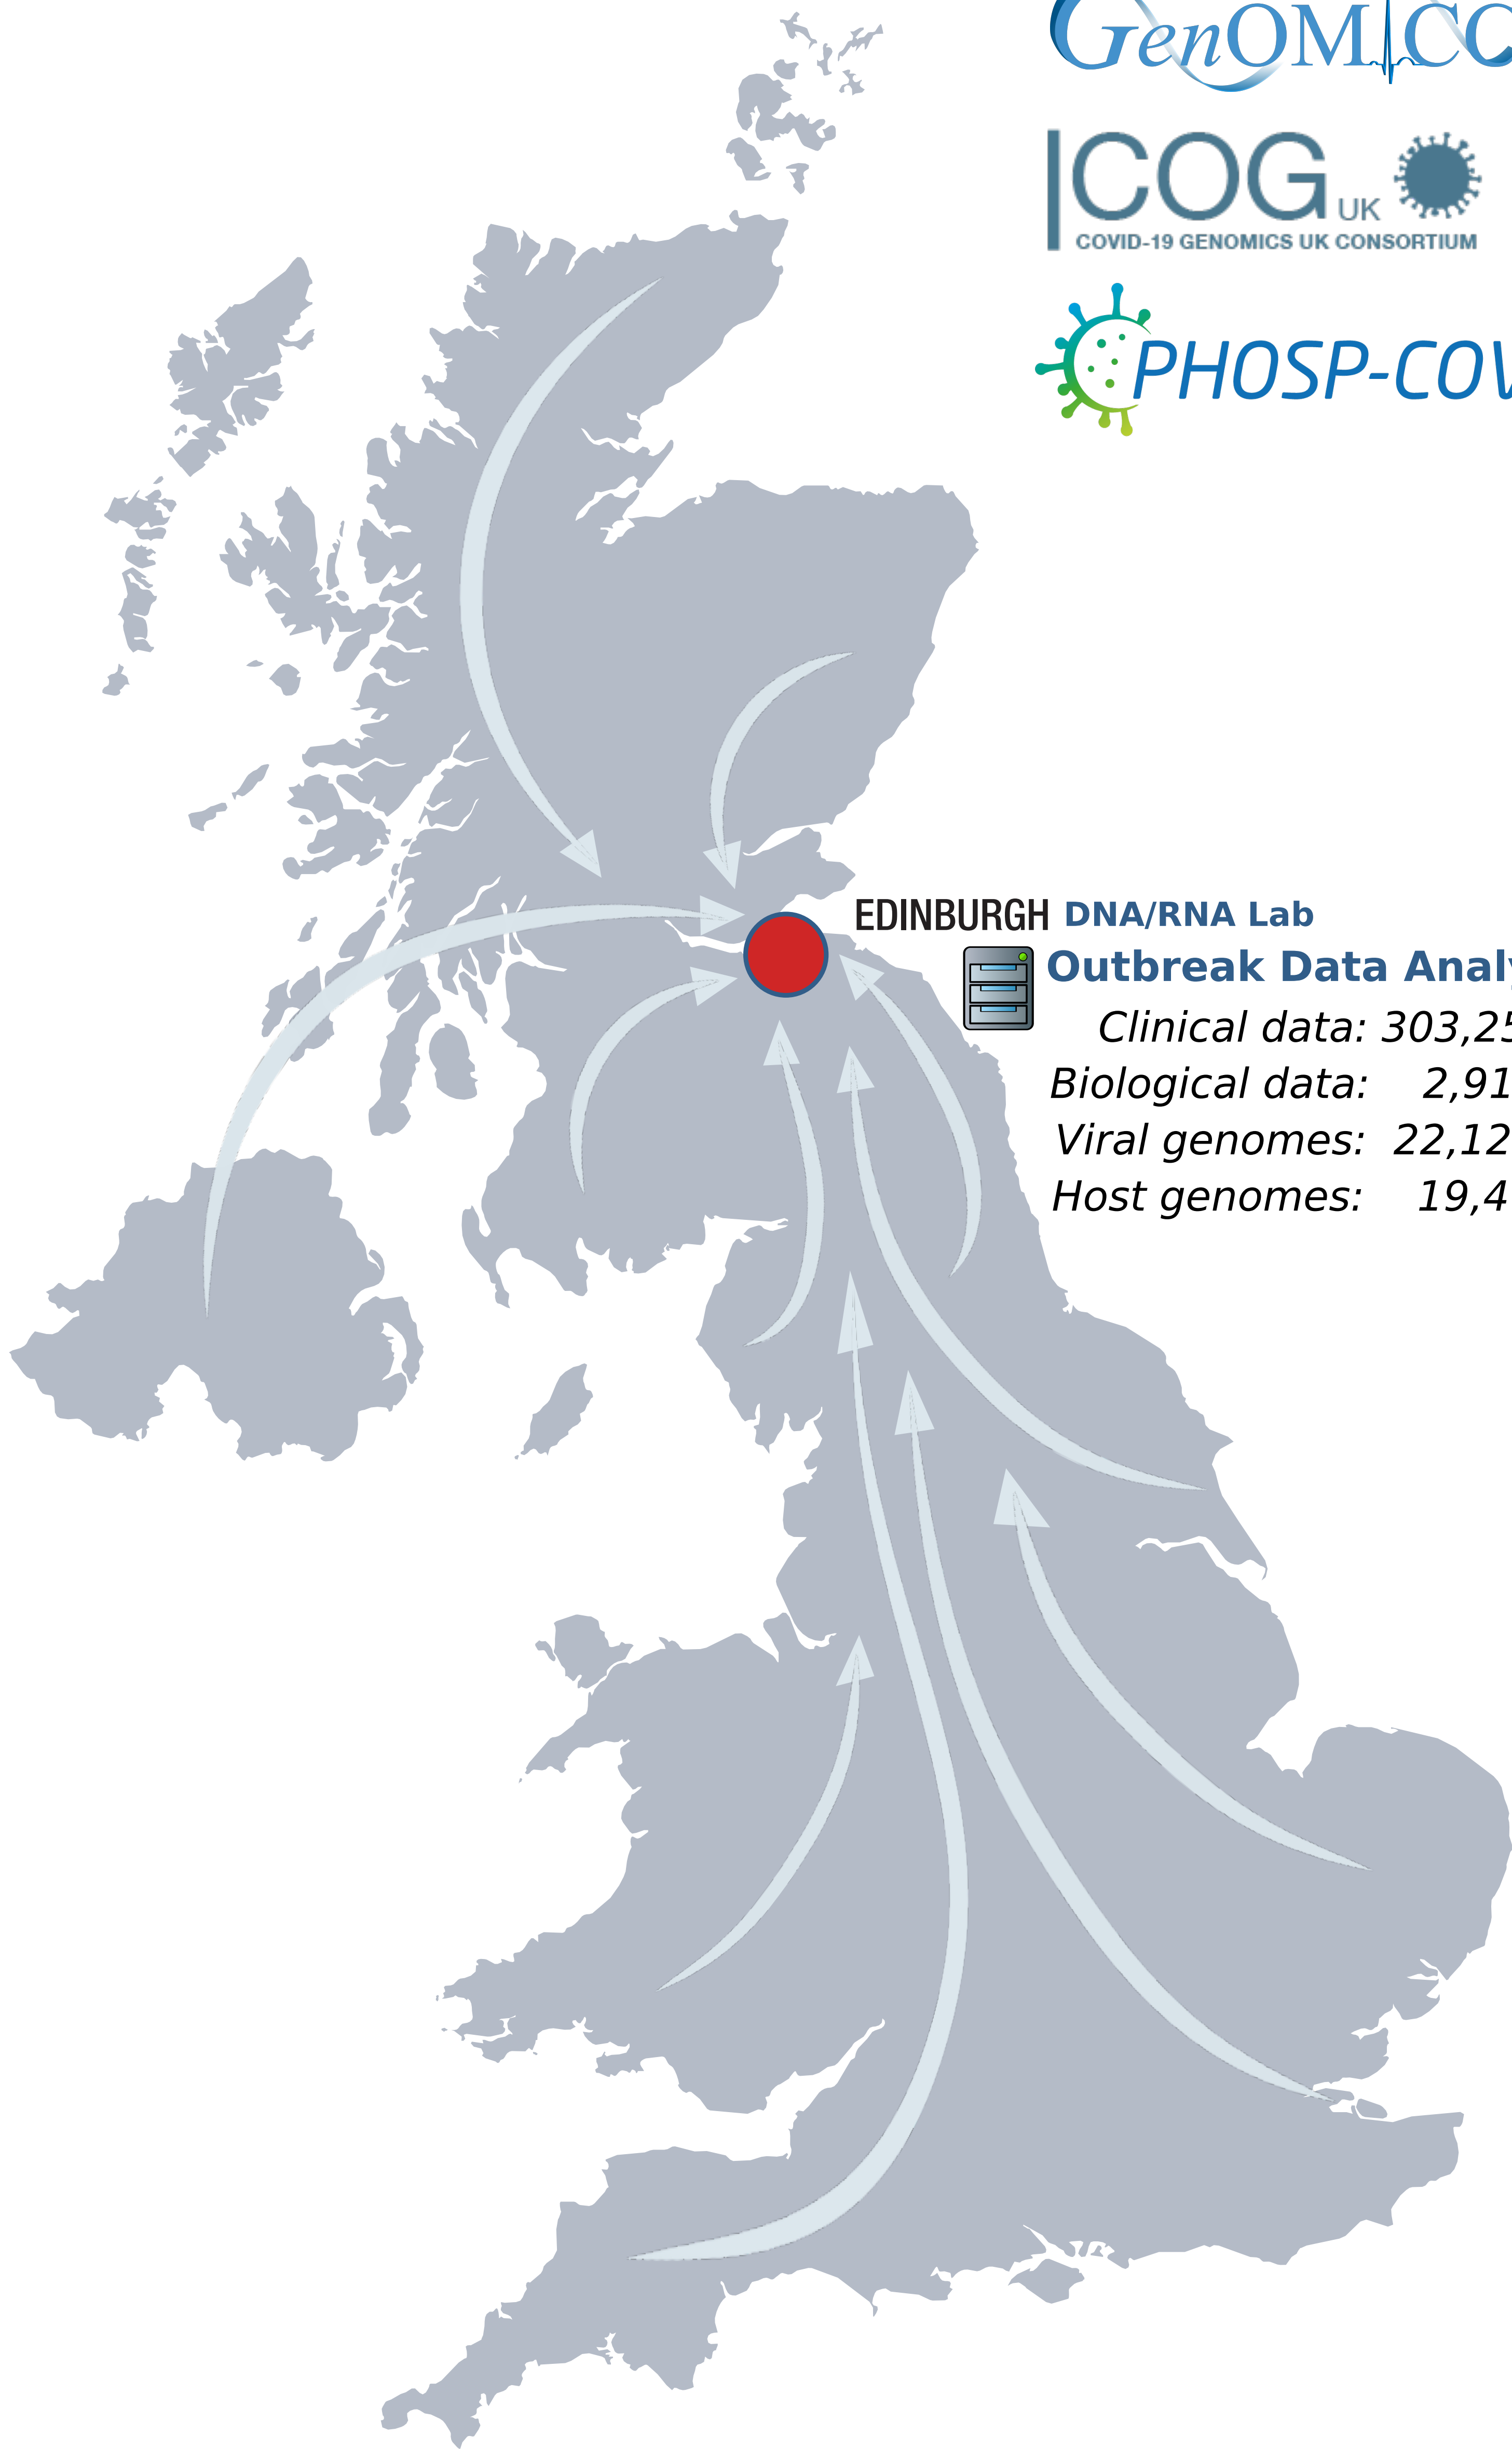 GenOMICC
COG UK
COVID-19 GENOMICS UK CONSORTIUM
PHOSP-COV
EDINBURGH DNA/RNA Lab
Outbreak Data Analy
Clinical data: 303,25
Biological data: 2,91
Viral genomes: 22,12
Host genomes: 19,4